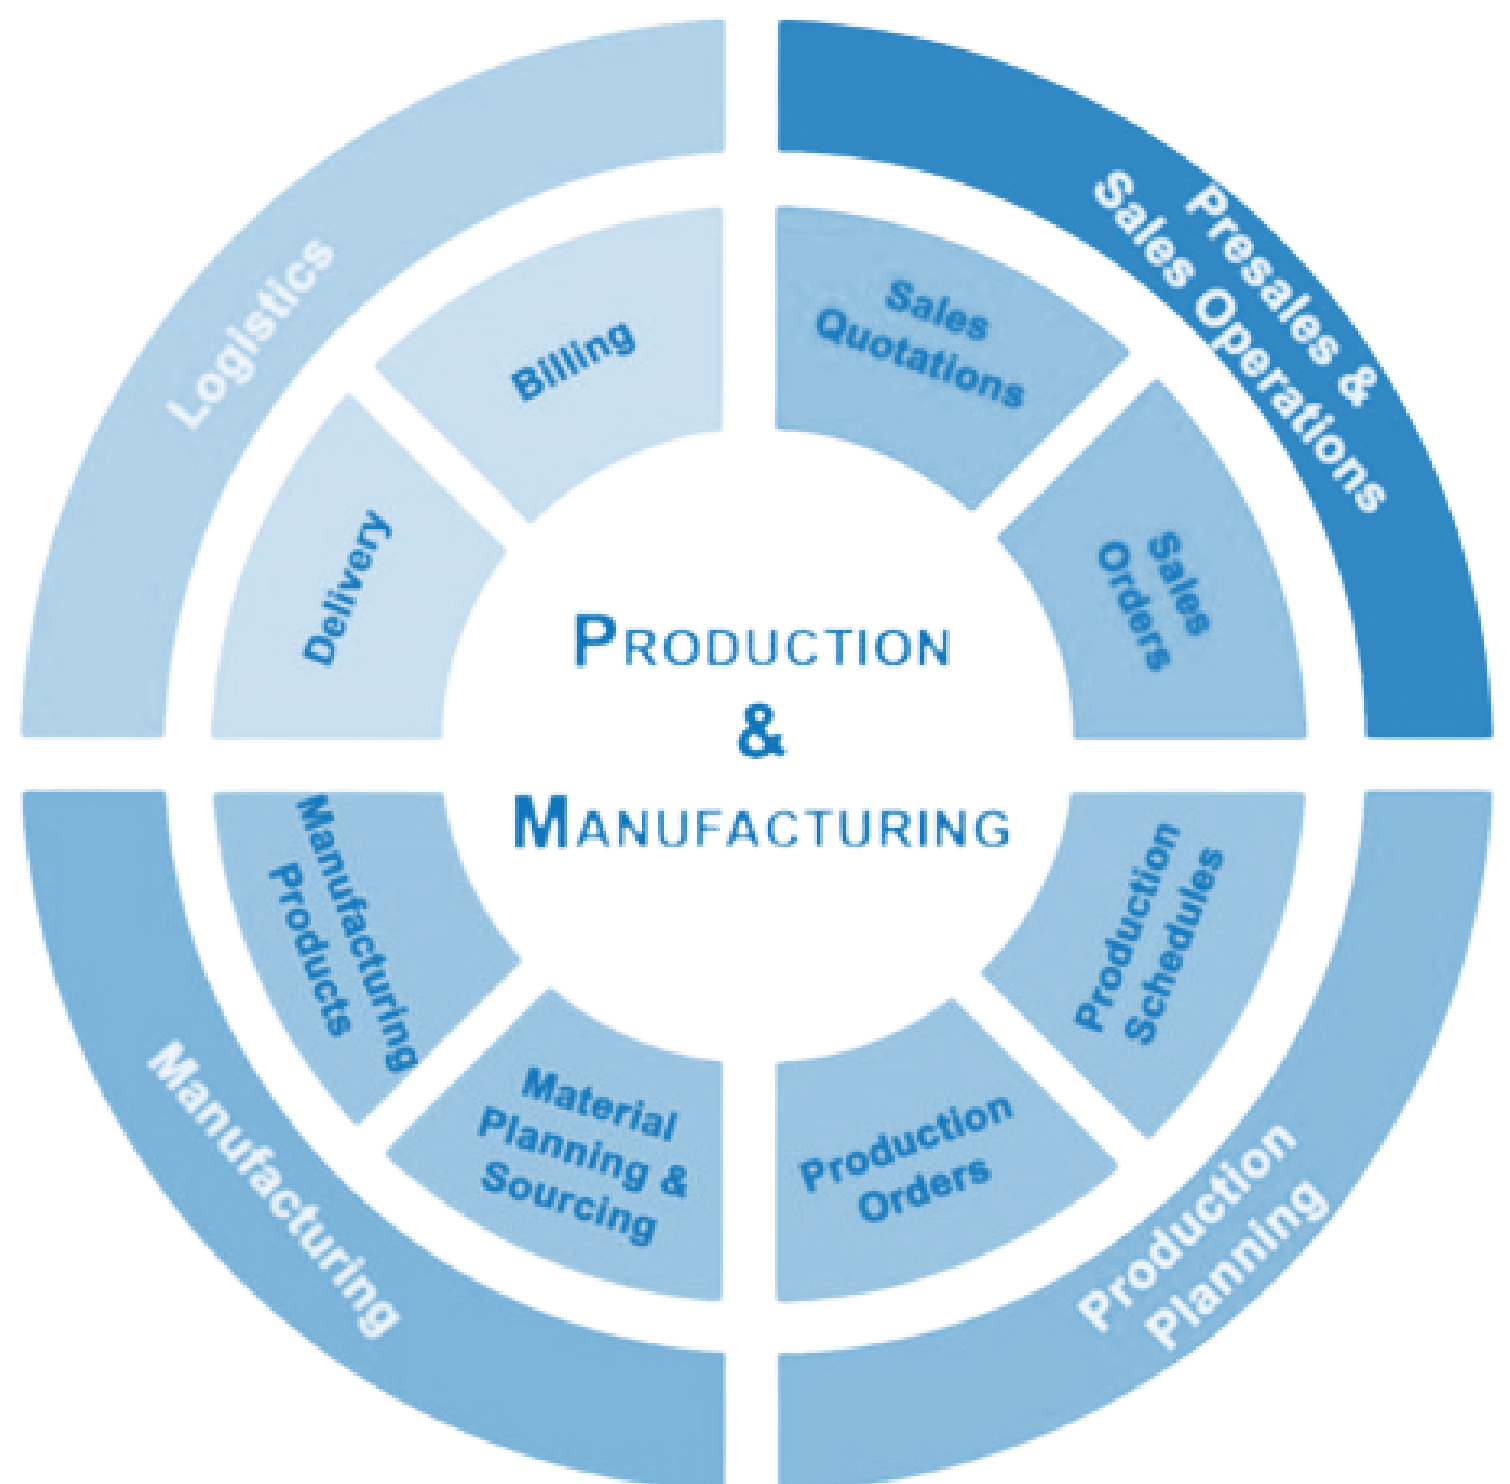 Presales &
Sales Operations
Sales
Quotations
Sales
Orders
Production
Planning
Production
Schedules
Production
Orders
Manufacturing
Material
Planning &
Sourcing
Manufacturing
Products
Logistics
Delivery
Billing
PRODUCTION
&
MANUFACTURING